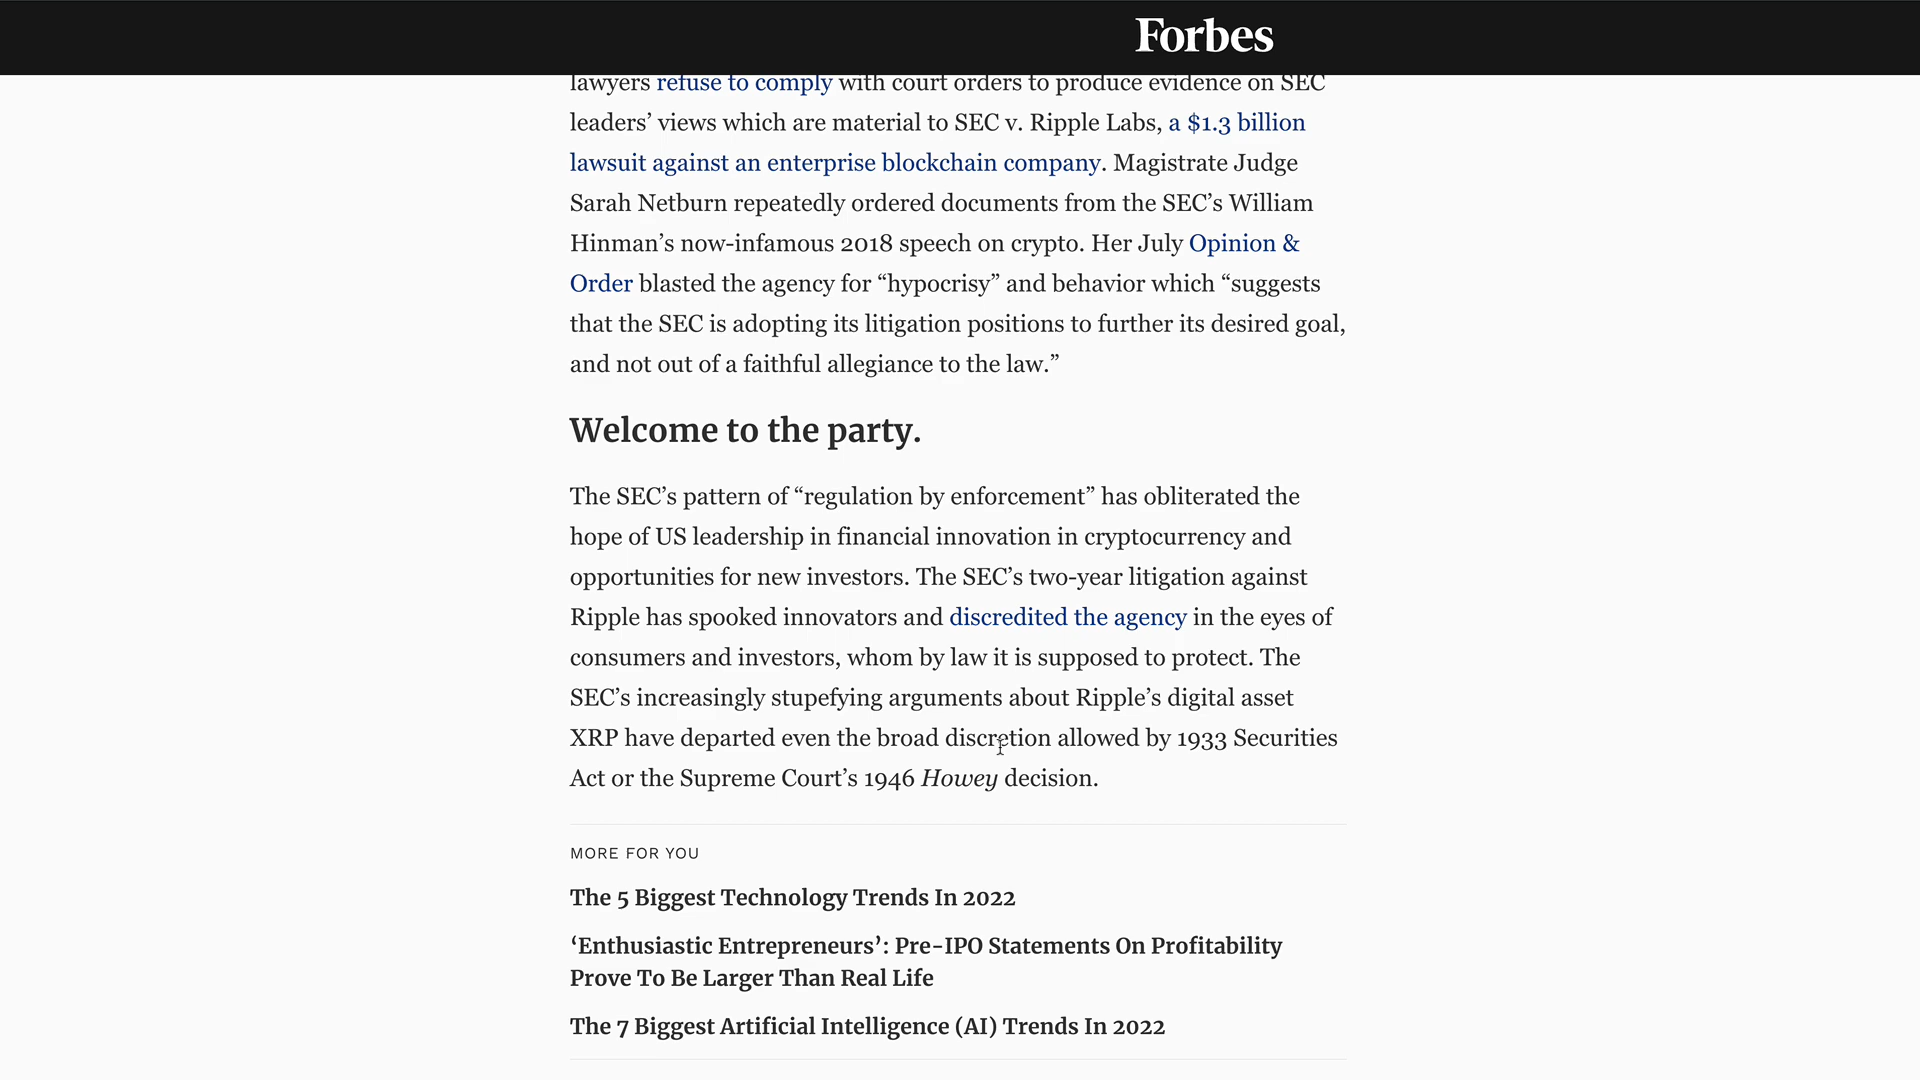 Forbes
lawyers refuse to comply with court orders to produce evidence on SEC
leaders’ views which are material to SEC v. Ripple Labs, a $1.3 billion
lawsuit against an enterprise blockchain company. Magistrate Judge
Sarah Netburn repeatedly ordered documents from the SEC’s William
Hinman’s now-infamous 2018 speech on crypto. Her July Opinion &
Order blasted the agency for “hypocrisy” and behavior which “suggests
that the SEC is adopting its litigation positions to further its desired goal,
and not out of a faithful allegiance to the law.”
Welcome to the party.
The SEC’s pattern of “regulation by enforcement” has obliterated the
hope of US leadership in financial innovation in cryptocurrency and
opportunities for new investors. The SEC’s two-year litigation against
Ripple has spooked innovators and discredited the agency in the eyes of
consumers and investors, whom by law it is supposed to protect. The
SEC’s increasingly stupefying arguments about Ripple’s digital asset
XRP have departed even the broad discretion allowed by 1933 Securities
Act or the Supreme Court’s 1946 Howey decision.
MORE FOR YOU
The 5 Biggest Technology Trends In 2022
‘Enthusiastic Entrepreneurs’: Pre-IPO Statements On Profitability
Prove To Be Larger Than Real Life
The 7 Biggest Artificial Intelligence (AI) Trends In 2022